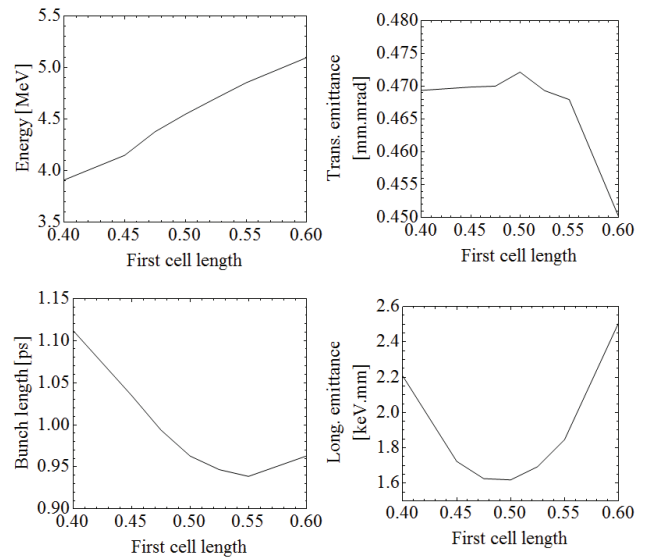 5.5
5.0
4.5
4.0
3.5
Energy [MeV]
0.40 0.45 0.50 0.55 0.60
First cell length
0.480
0.475
0.470
0.465
0.460
0.455
0.450
Trans. emittance
[mm.mrad]
0.40 0.45 0.50 0.55 0.60
First cell length
1.15
1.10
1.05
1.00
0.95
0.90
Bunch length [ps]
0.40 0.45 0.50 0.55 0.60
First cell length
2.6
2.4
2.2
2.0
1.8
1.6
Long. emittance
[keV.mm]
0.40 0.45 0.50 0.55 0.60
First cell length